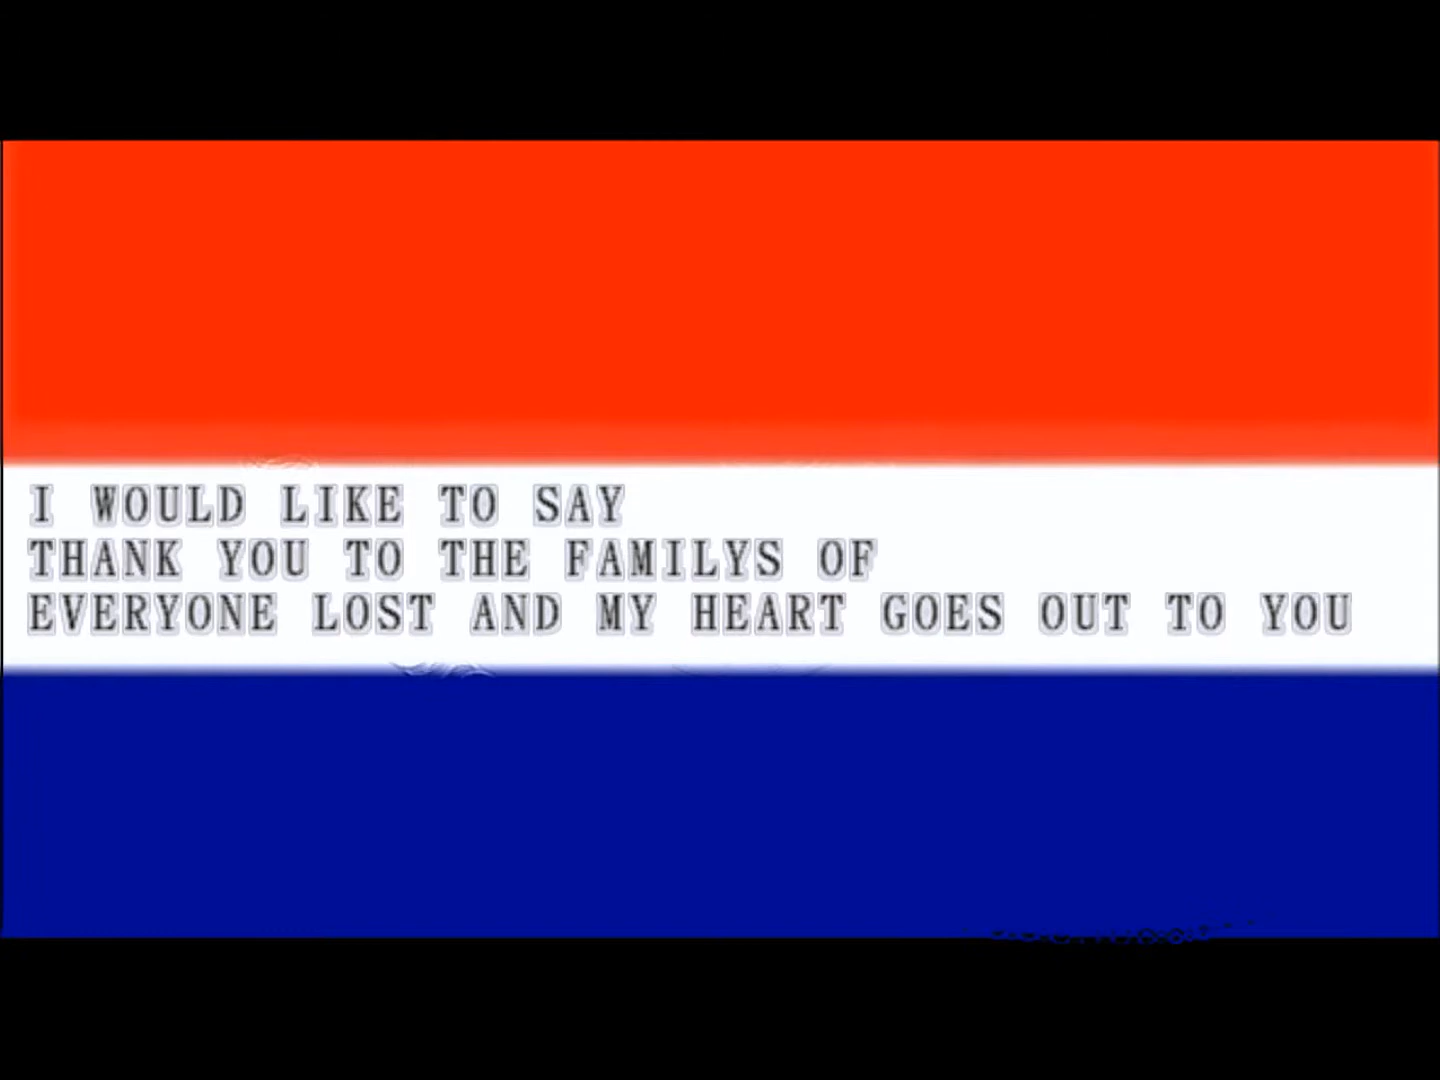 I WOULD LIKE TO SAY
THANK YOU TO THE FAMILYS OF
EVERYONE LOST AND MY HEART GOES OUT TO YOU